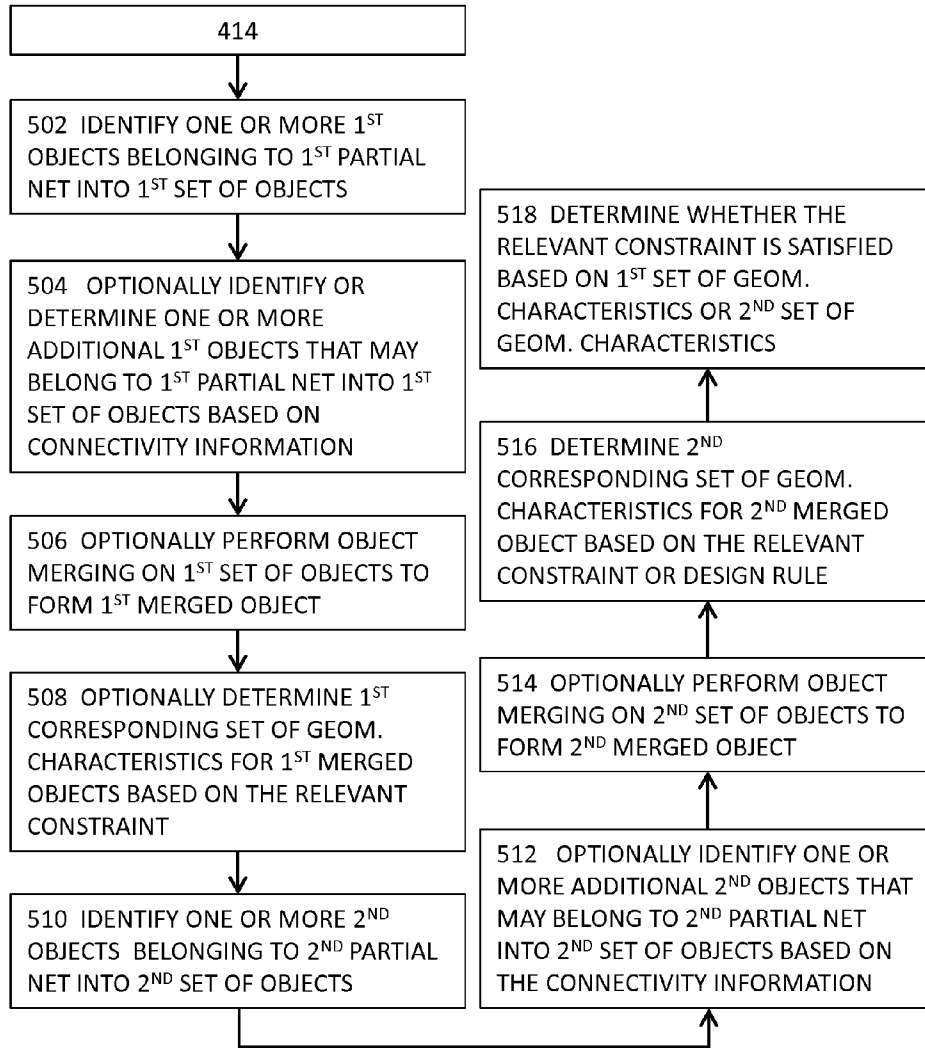 414
502 IDENTIFY ONE OR MORE 1ST
OBJECTS BELONGING TO 1ST PARTIAL
NET INTO 1ST SET OF OBJECTS
504 OPTIONALLY IDENTIFY OR
DETERMINE ONE OR MORE
ADDITIONAL 1ST OBJECTS THAT MAY
BELONG TO 1ST PARTIAL NET INTO 1ST
SET OF OBJECTS BASED ON
CONNECTIVITY INFORMATION
506 OPTIONALLY PERFORM OBJECT
MERGING ON 1ST SET OF OBJECTS TO
FORM 1ST MERGED OBJECT
508 OPTIONALLY DETERMINE 1ST
CORRESPONDING SET OF GEOM.
CHARACTERISTICS FOR 1ST MERGED
OBJECTS BASED ON THE RELEVANT
CONSTRAINT
510 IDENTIFY ONE OR MORE 2ND
OBJECTS BELONGING TO 2ND PARTIAL
NET INTO 2ND SET OF OBJECTS
512 OPTIONALLY IDENTIFY ONE OR
MORE ADDITIONAL 2ND OBJECTS THAT
MAY BELONG TO 2ND PARTIAL NET
INTO 2ND SET OF OBJECTS BASED ON
THE CONNECTIVITY INFORMATION
514 OPTIONALLY PERFORM OBJECT
MERGING ON 2ND SET OF OBJECTS TO
FORM 2ND MERGED OBJECT
516 DETERMINE 2ND
CORRESPONDING SET OF GEOM.
CHARACTERISTICS FOR 2ND MERGED
OBJECT BASED ON THE RELEVANT
CONSTRAINT OR DESIGN RULE
518 DETERMINE WHETHER THE
RELEVANT CONSTRAINT IS SATISFIED
BASED ON 1ST SET OF GEOM.
CHARACTERISTICS OR 2ND SET OF
GEOM. CHARACTERISTICS